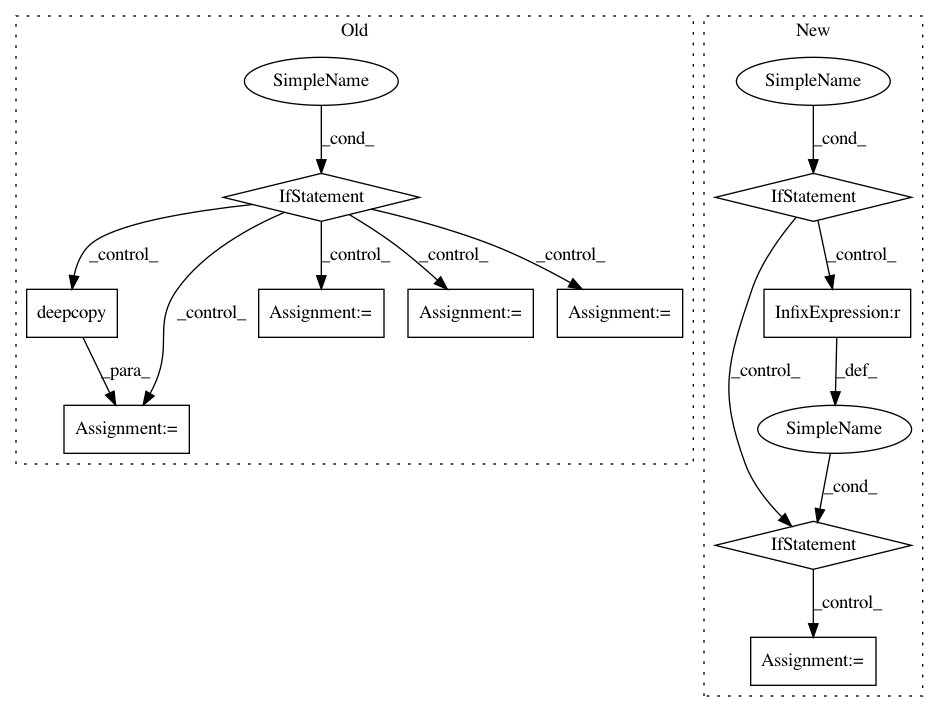 Old
New
SimpleName
SimpleName
_cond_
_cond_
IfStatement
IfStatement
_control_
_control_
_control_
_control_
_control_
_control_
deepcopy
Assignment:=
Assignment:=
Assignment:=
InfixExpression:r
_para_
_control_
_def_
Assignment:=
SimpleName
_cond_
IfStatement
_control_
Assignment:=